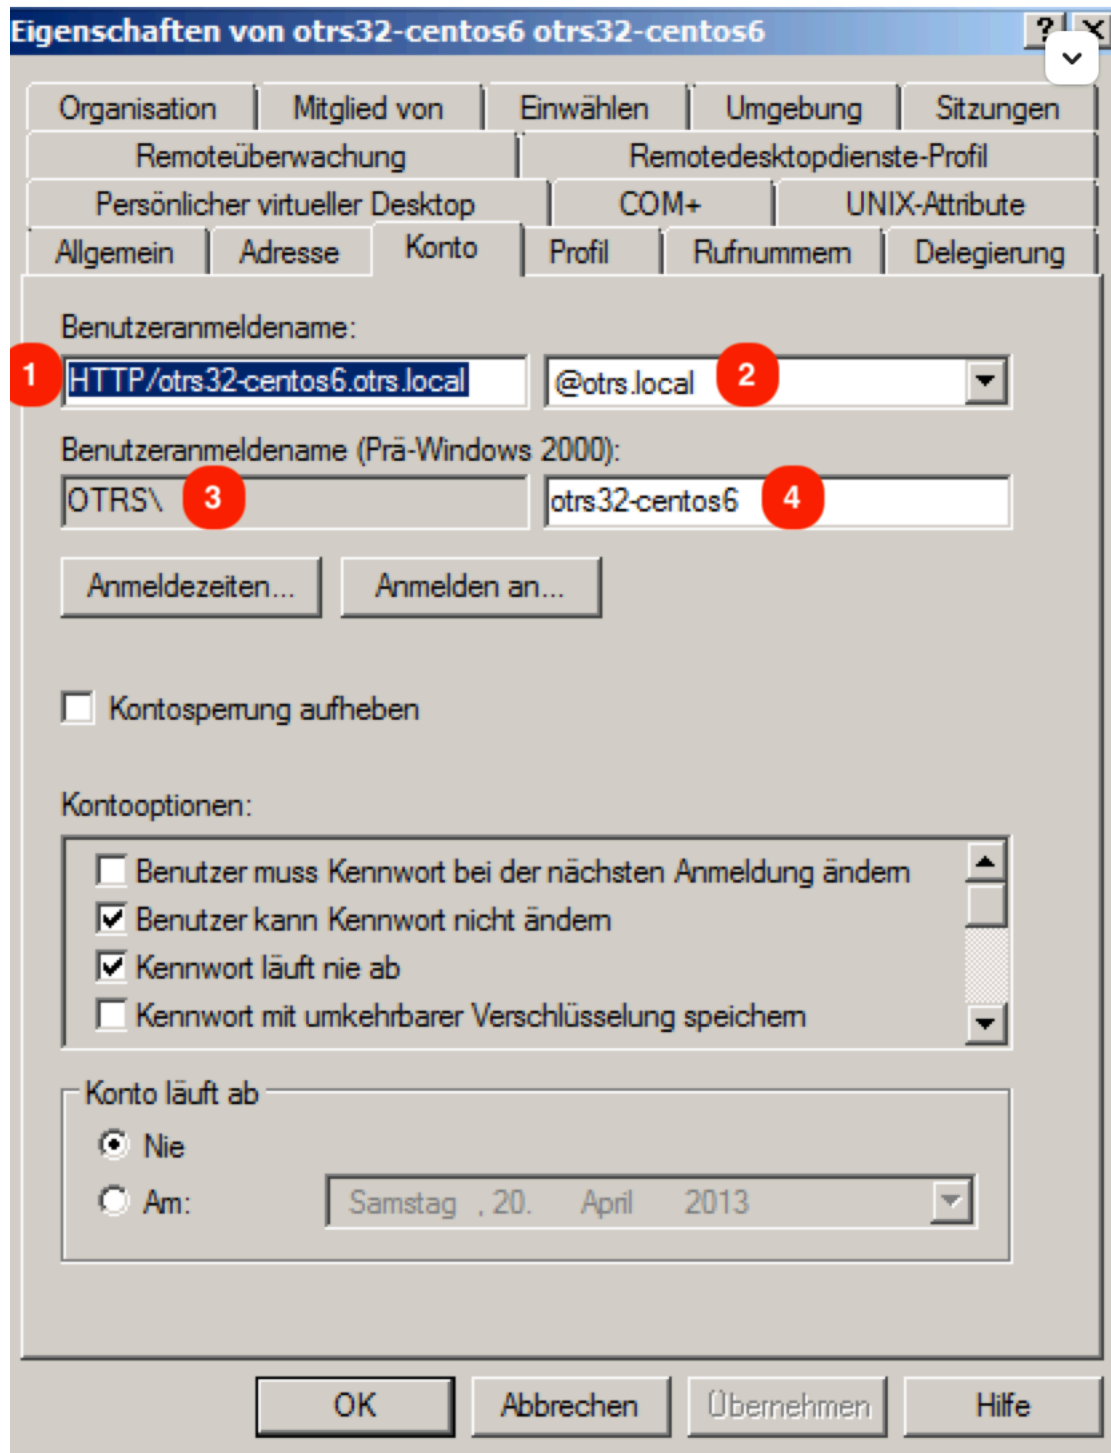 Eigenschaften von otrs32-centos6 otrs32-centos6
Organisation Mitglied von Einwählen Umgebung Sitzungen
Remoteüberwachung Remotedesktopdienste-Profil
Persönlicher virtueller Desktop COM+ UNIX-Attribute
Allgemein Adresse Konto Profil Rufnummern Delegierung
Benutzeranmeldename:
1 HTTP/otrs32-centos6.otrs.local @otrs.local 2
Benutzeranmeldename (Prä-Windows 2000):
OTRS\ 3 otrs32-centos6 4
Anmeldezeiten... Anmelden an...
Kontosperrung aufheben
Kontooptionen:
Benutzer muss Kennwort bei der nächsten Anmeldung ändern
Benutzer kann Kennwort nicht ändern
Kennwort läuft nie ab
Kennwort mit umkehrbarer Verschlüsselung speichern
Konto läuft ab
Nie
Am: Samstag , 20. April 2013
OK Abbrechen Übernehmen Hilfe